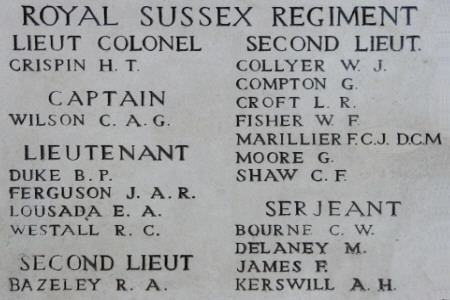 ROYAL SUSSEX REGIMENT
LIEUT COLONEL
CRISPIN H. T.
CAPTAIN
WILSON C. A. G.
LIEUTENANT
DUKE B. P.
FERGUSON J. A. R.
LOUSADA E. A.
WESTALL R. C.
SECOND LIEUT
BAZELEY R. A.
SECOND LIEUT.
COLLYER W. J.
COMPTON G.
CROFT L. R.
FISHER W. F.
MARILLIER F. C. J. D.C.M
MOORE G.
SHAW C. F.
SERJEANT
BOURNE C. W.
DELANEY M.
JAMES F.
KERSWILL A. H.